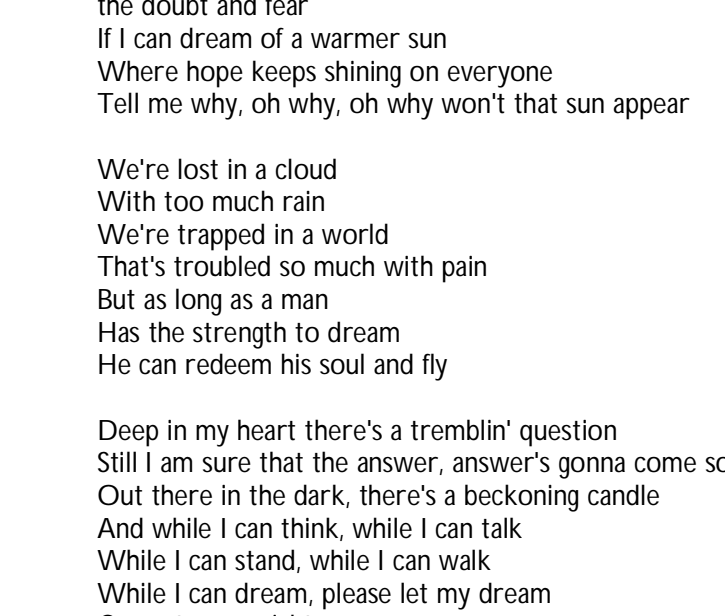 the doubt and fear
If I can dream of a warmer sun
Where hope keeps shining on everyone
Tell me why, oh why, oh why won't that sun appear
We're lost in a cloud
With too much rain
We're trapped in a world
That's troubled so much with pain
But as long as a man
Has the strength to dream
He can redeem his soul and fly
Deep in my heart there's a tremblin' question
Still I am sure that the answer, answer's gonna come
Out there in the dark, there's a beckoning candle
And while I can think, while I can talk
While I can stand, while I can walk
While I can dream, please let my dream